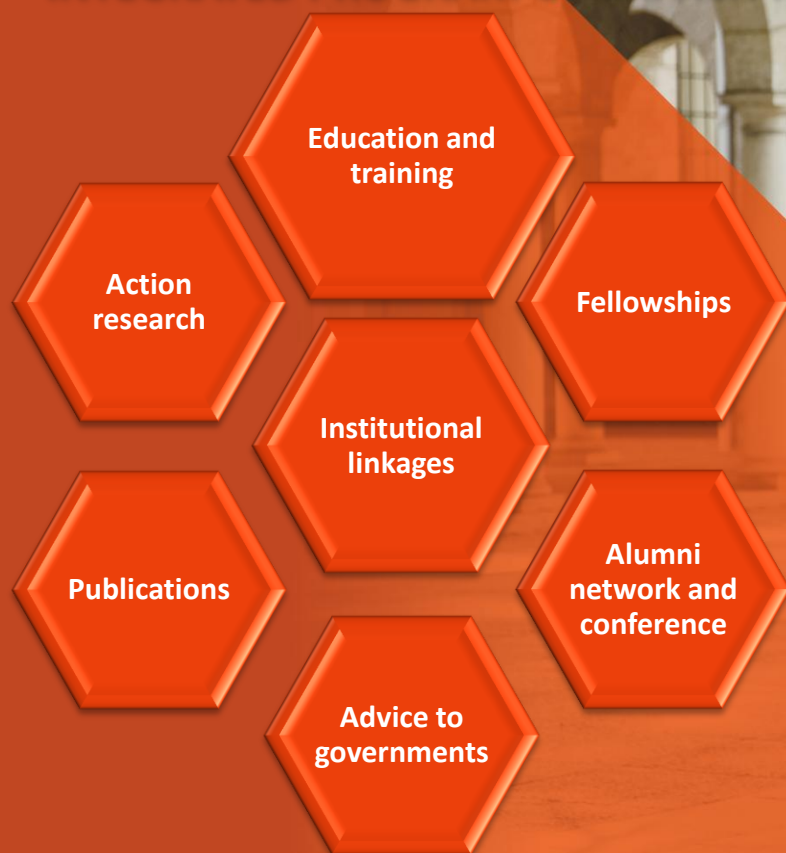 Education and
training
Action
research
Fellowships
Institutional
linkages
Publications
Alumni
network and
conference
Advice to
governments